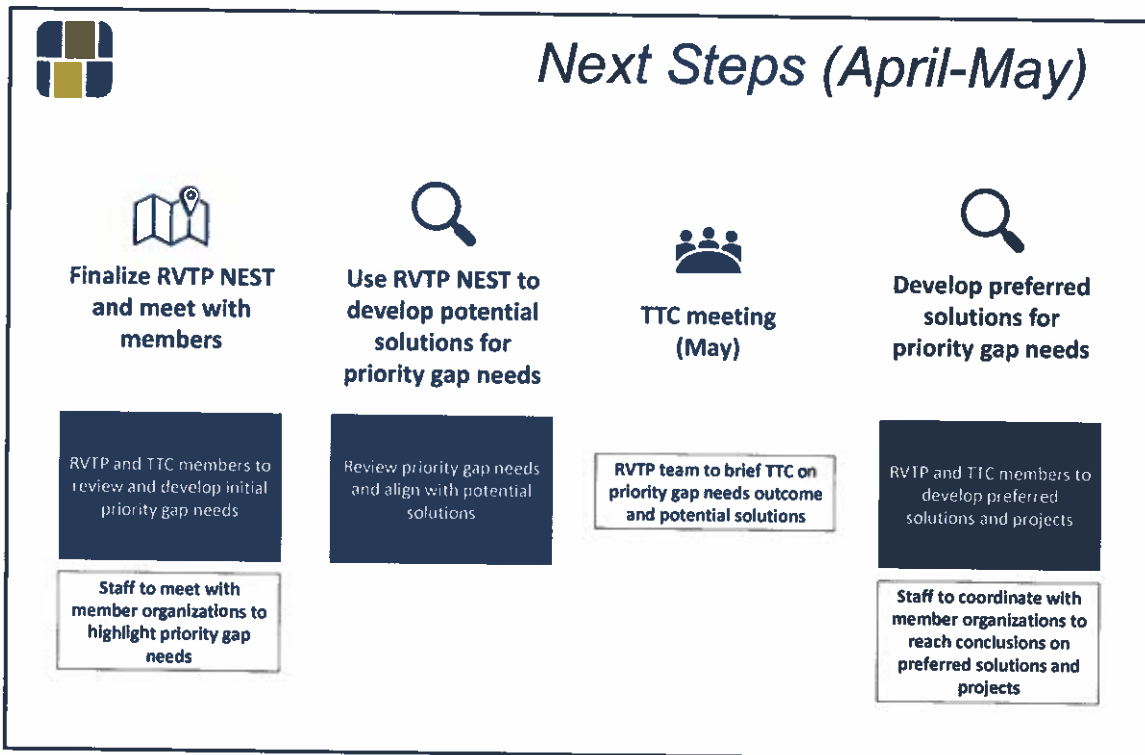 Next Steps (April-May)
Finalize RVTP NEST
and meet with
members
RVTP and TTC members to
review and develop initial
priority gap needs
Staff to meet with
member organizations to
highlight priority gap
needs
Use RVTP NEST to
develop potential
solutions for
priority gap needs
Review priority gap needs
and align with potential
solutions
TTC meeting
(May)
RVTP team to brief TTC on
priority gap needs outcome
and potential solutions
Develop preferred
solutions for
priority gap needs
RVTP and TTC members to
develop preferred
solutions and projects
Staff to coordinate with
member organizations to
reach conclusions on
preferred solutions and
projects